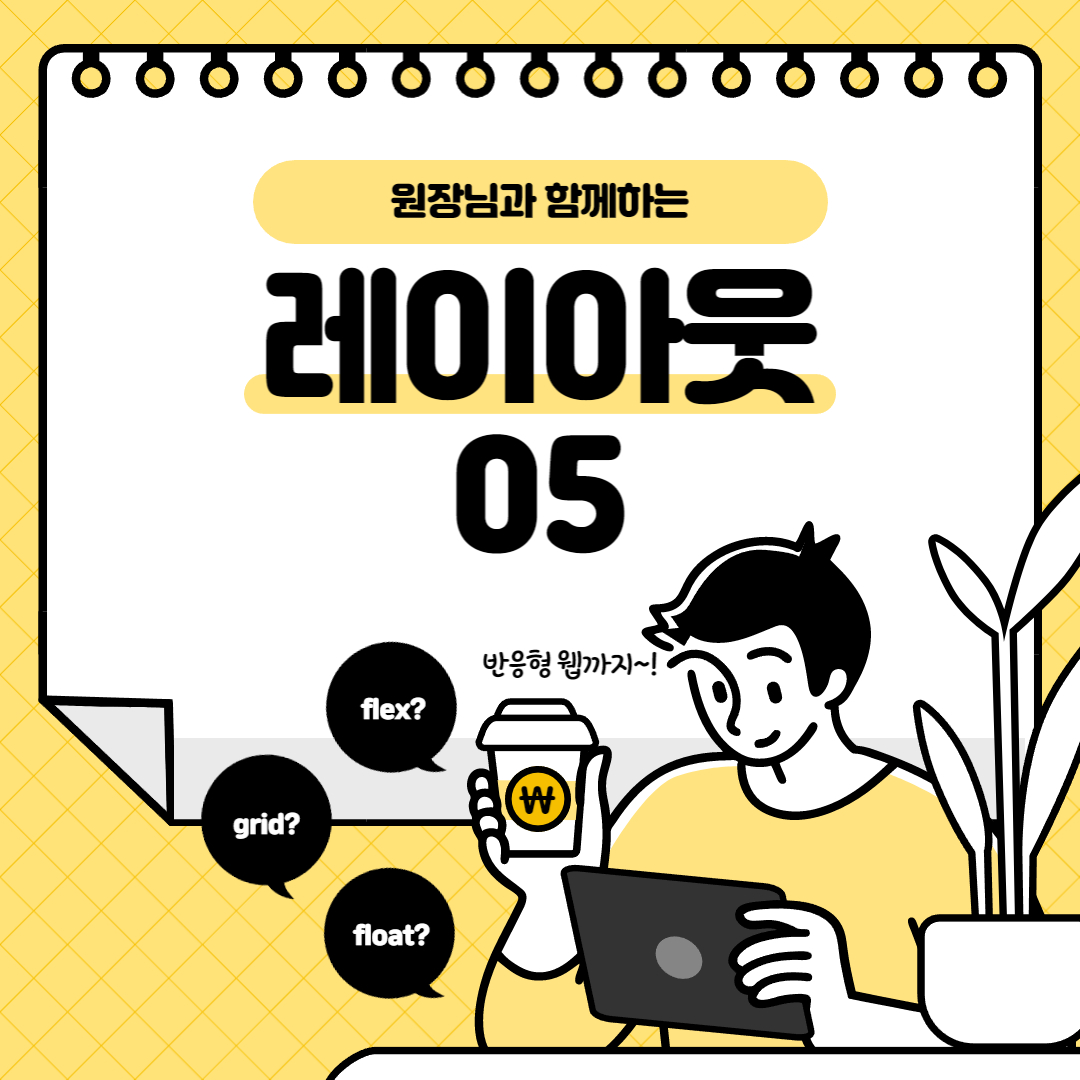 원장님과 함께하는
레이아웃
05
반응형 웹까지~!
flex?
₩
grid?
float?